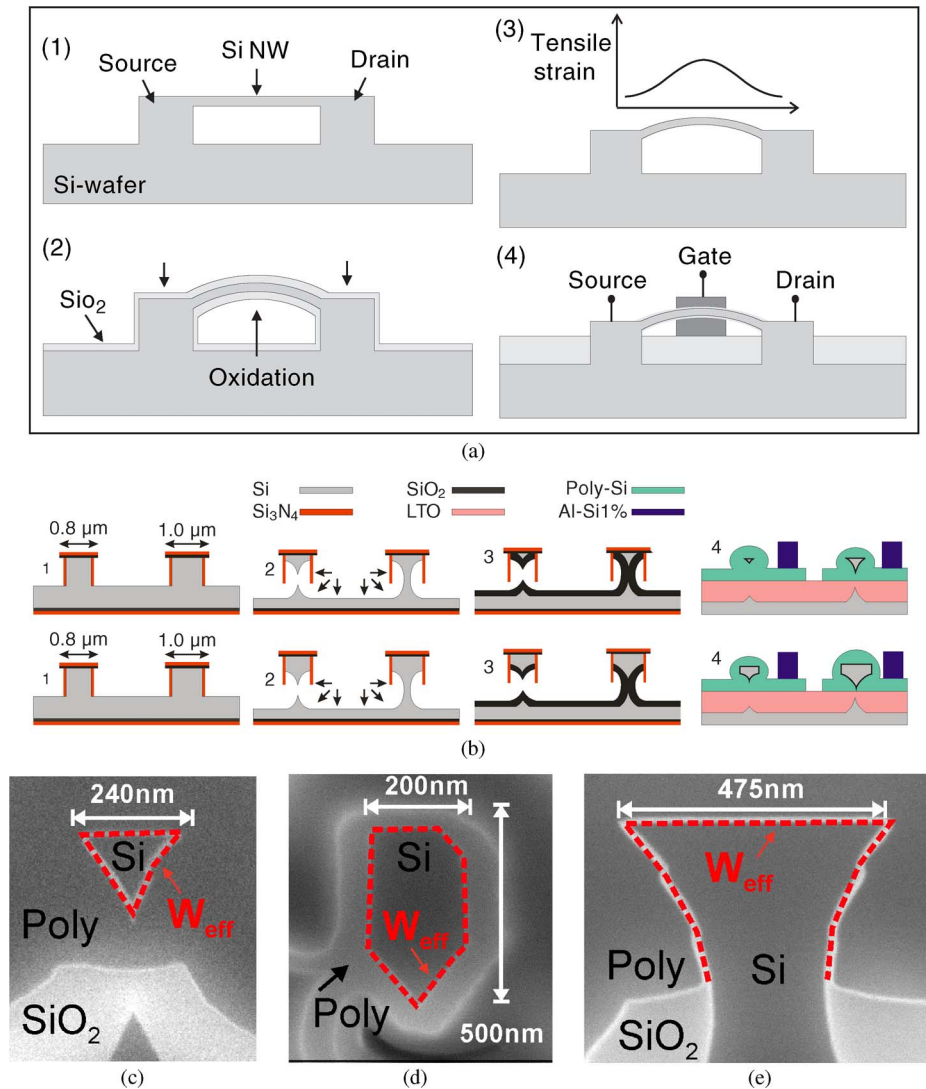 (1)
Source
Si NW
Drain
Si-wafer
(2)
Sio2
Oxidation
(3)
Tensile
strain
(4)
Source
Gate
Drain
(a)
Si
SiO2
Poly-Si
Si3N4
LTO
Al-Si1%
0.8 µm
1.0 µm
1
2
3
4
0.8 µm
1.0 µm
1
2
3
4
(b)
240nm
Si
Weff
Poly
SiO2
(c)
200nm
Si
Weff
Poly
500nm
(d)
475nm
Weff
Poly
Si
SiO2
(e)